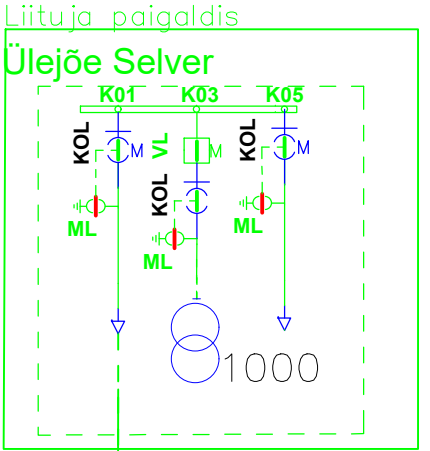 Liituja paigaldis
Ülejõe Selver
K01 K03 K05
KOL M VL M KOL M
KOL
ML ML
ML
1000